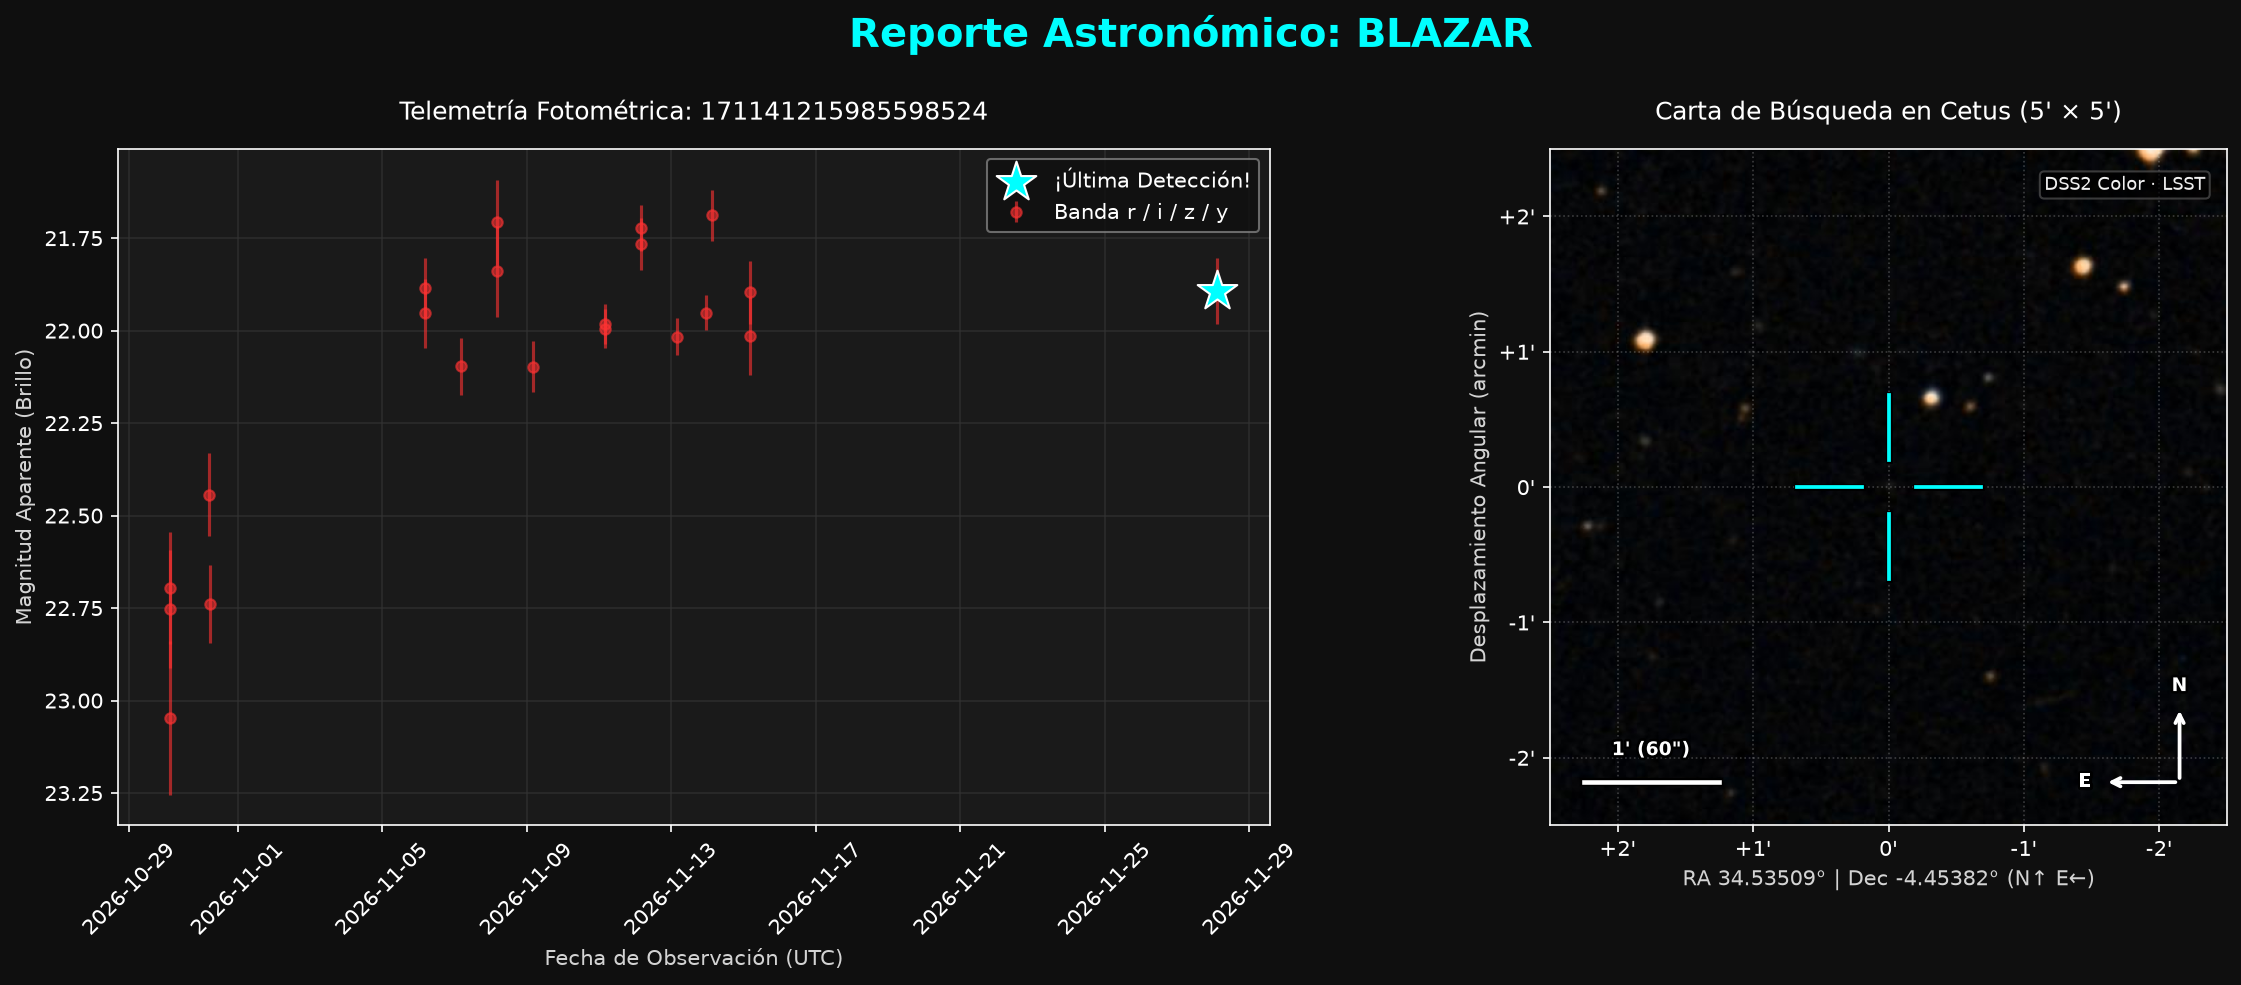 Reporte Astronómico: BLAZAR
Telemetría Fotométrica: 171141215985598524
¡Última Detección!
Banda r / i / z / y
Magnitud Aparente (Brillo)
21.75
22.00
22.25
22.50
22.75
23.00
23.25
2026-10-29
2026-11-01
2026-11-05
2026-11-09
2026-11-13
2026-11-17
2026-11-21
2026-11-25
2026-11-29
Fecha de Observación (UTC)
Carta de Búsqueda en Cetus (5' × 5')
DSS2 Color · LSST
Desplazamiento Angular (arcmin)
+2'
+1'
0'
-1'
-2'
N
E
1' (60")
+2'
+1'
0'
-1'
-2'
RA 34.53509° | Dec -4.45382° (N↑ E←)